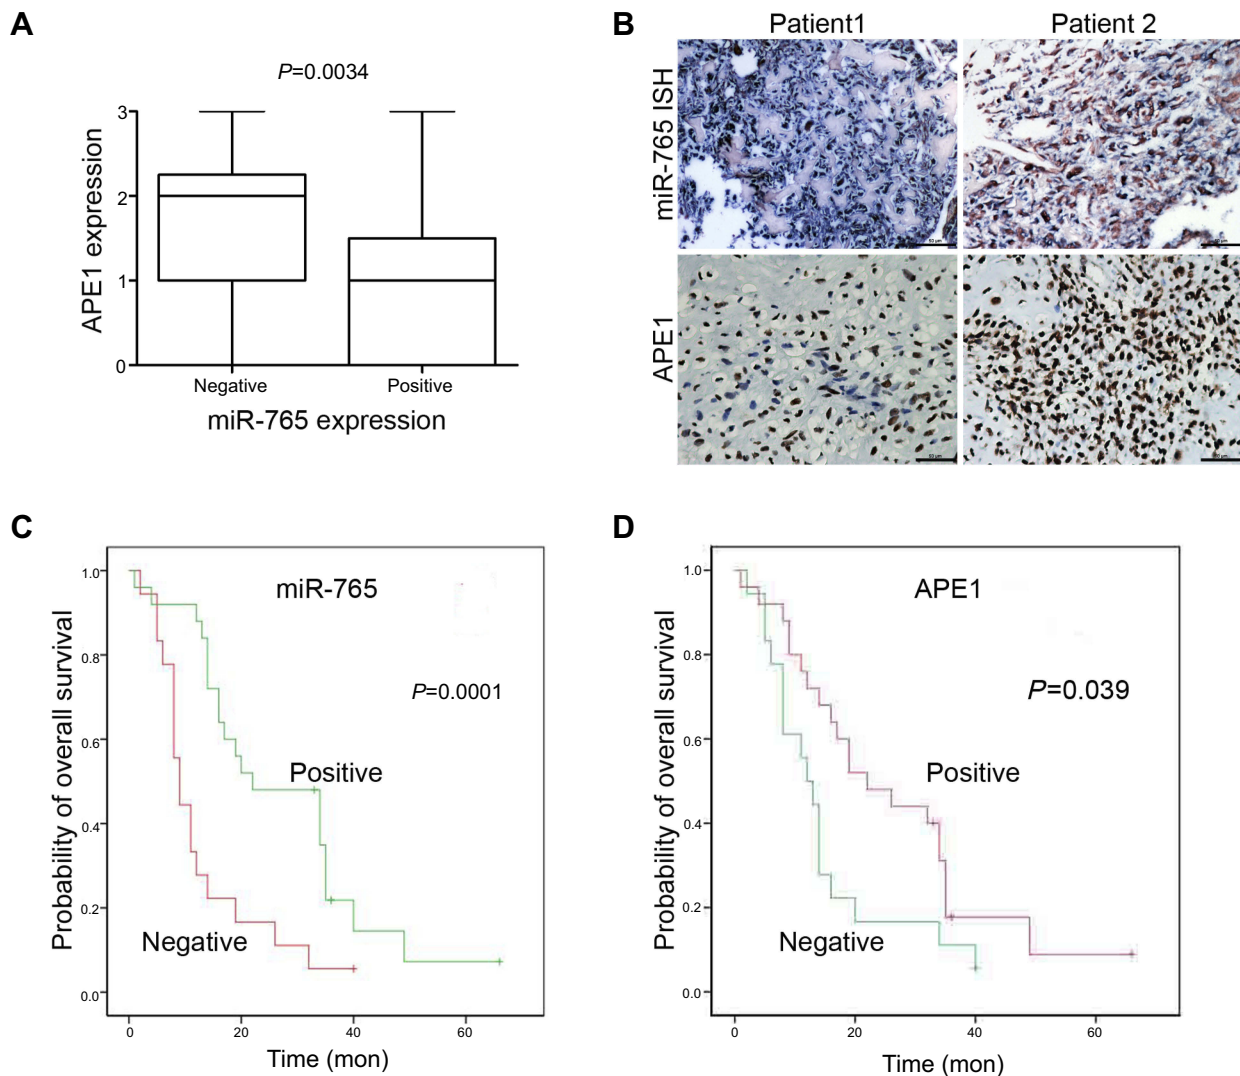 A
P=0.0034
3
2
1
0
APE1 expression
Negative
Positive
miR-765 expression
B
Patient1
Patient 2
miR-765 ISH
APE1
50 µm
C
miR-765
P=0.0001
Positive
Negative
Probability of overall survival
1.0
0.8
0.6
0.4
0.2
0.0
0
20
40
60
Time (mon)
D
APE1
P=0.039
Positive
Negative
Probability of overall survival
1.0
0.8
0.6
0.4
0.2
0.0
0
20
40
60
Time (mon)